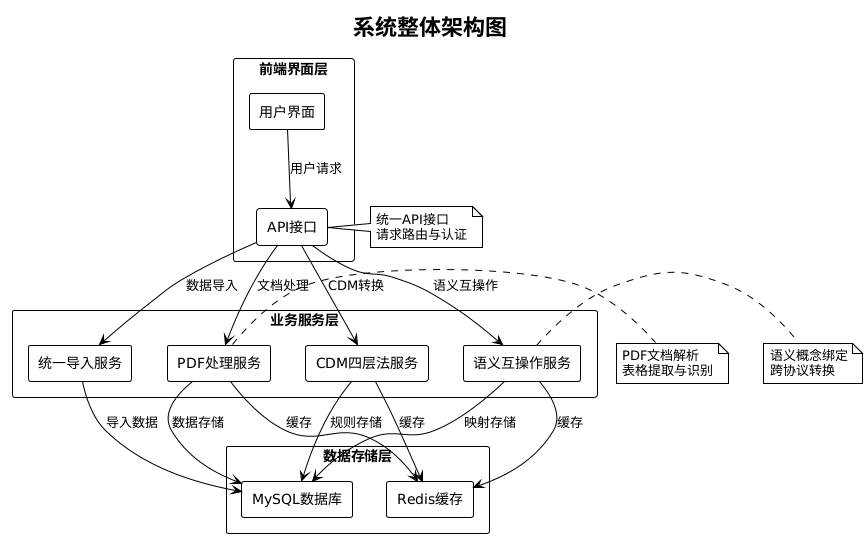 系统整体架构图
前端界面层
用户界面
用户请求
API接口
统一API接口
请求路由与认证
数据导入
文档处理
CDM转换
语义互操作
业务服务层
统一导入服务
PDF处理服务
CDM四层法服务
语义互操作服务
PDF文档解析
表格提取与识别
语义概念绑定
跨协议转换
导入数据
数据存储
缓存
规则存储
缓存
映射存储
缓存
数据存储层
MySQL数据库
Redis缓存